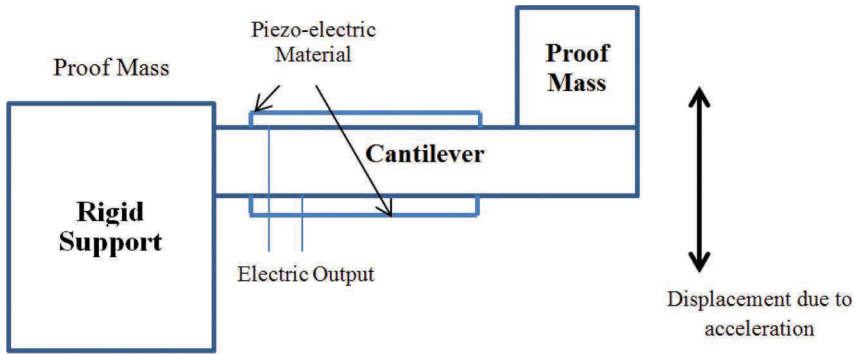 Piezo-electric
Material
Proof Mass
Proof
Mass
Cantilever
Rigid
Support
Electric Output
Displacement due to
acceleration